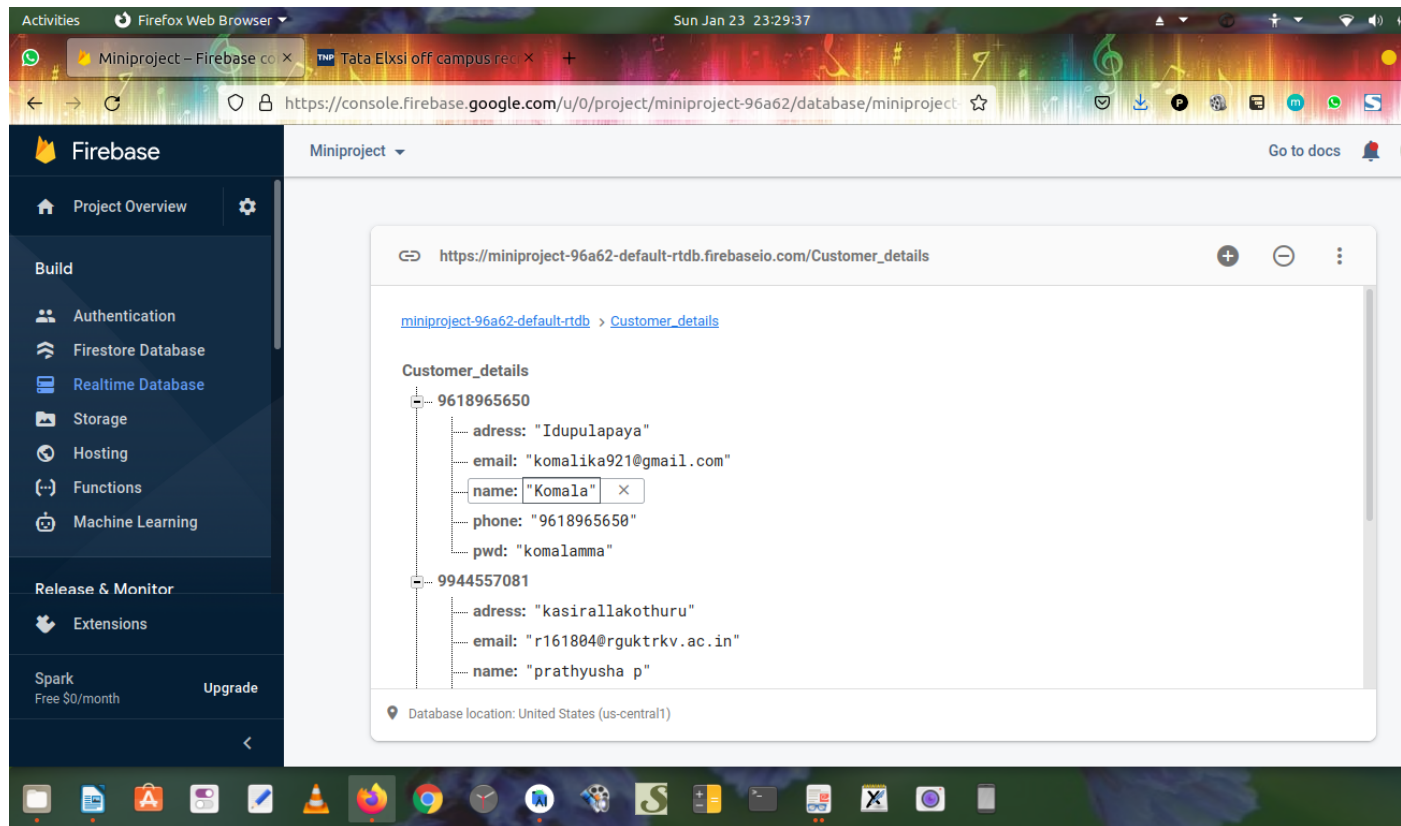 Activities Firefox Web Browser Sun Jan 23 23:29:37
Miniproject – Firebase co TNP Tata Elxsi off campus rec
https://console.firebase.google.com/u/0/project/miniproject-96a62/database/miniproject-
Firebase
Miniproject
Go to docs
Project Overview
Build
Authentication
Firestore Database
Realtime Database
Storage
Hosting
Functions
Machine Learning
Release & Monitor
Extensions
Spark
Free $0/month
Upgrade
https://miniproject-96a62-default-rtdb.firebaseio.com/Customer_details
miniproject-96a62-default-rtdb > Customer_details
Customer_details
9618965650
adress: "Idupulapaya"
email: "komalika921@gmail.com"
name: "Komala"
phone: "9618965650"
pwd: "komalamma"
9944557081
adress: "kasirallakothuru"
email: "r161804@rguktrkv.ac.in"
name: "prathyusha p"
Database location: United States (us-central1)